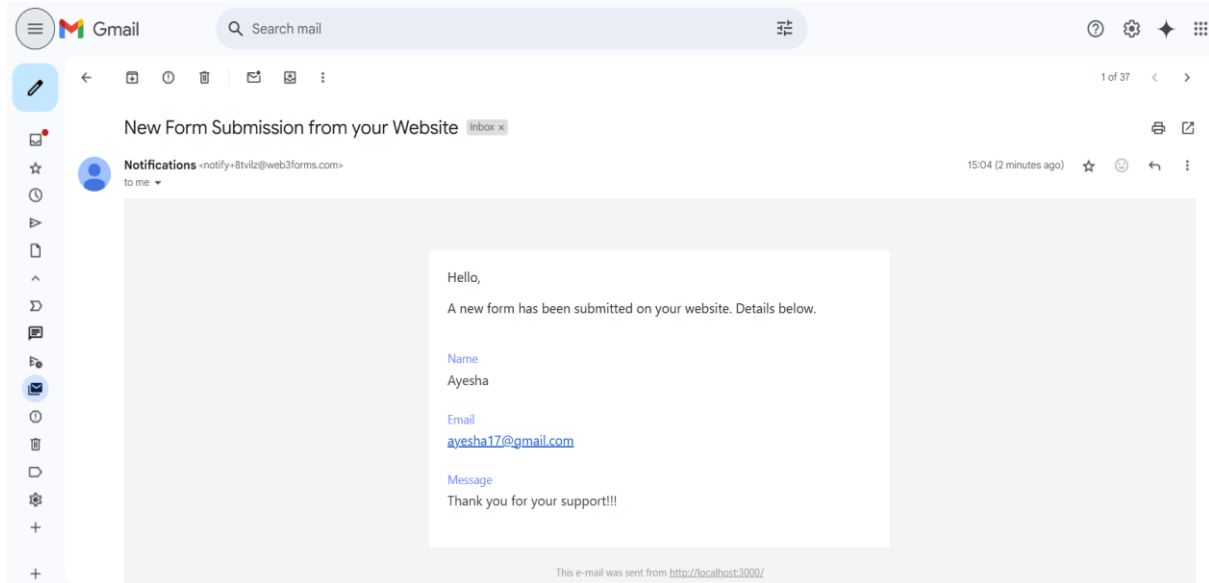 Gmail
Search mail
1 of 37
New Form Submission from your Website Inbox ×
Notifications <notify+8tvilz@web3forms.com>
15:04 (2 minutes ago)
to me
Hello,
A new form has been submitted on your website. Details below.
Name
Ayesha
Email
ayesha17@gmail.com
Message
Thank you for your support!!!
This e-mail was sent from http://localhost:3000/